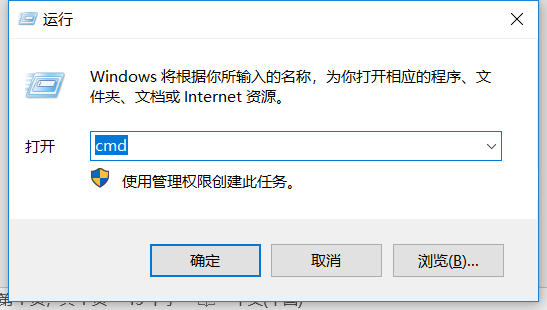 运行
Windows 将根据你所输入的名称，为你打开相应的程序、文
件夹、文档或 Internet 资源。
打开
cmd
使用管理权限创建此任务。
确定 取消 浏览(B)...